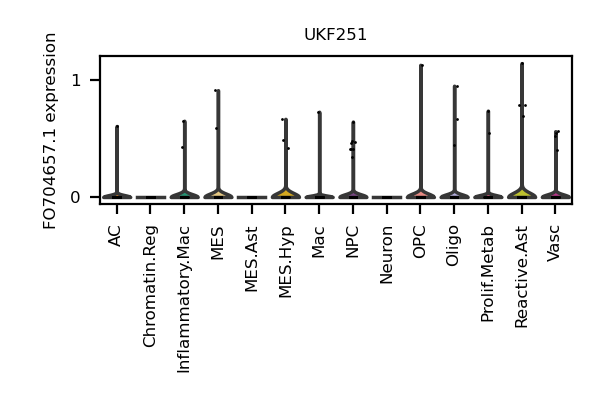 UKF251
FO704657.1 expression
1
0
AC
Chromatin.Reg
Inflammatory.Mac
MES
MES.Ast
MES.Hyp
Mac
NPC
Neuron
OPC
Oligo
Prolif.Metab
Reactive.Ast
Vasc